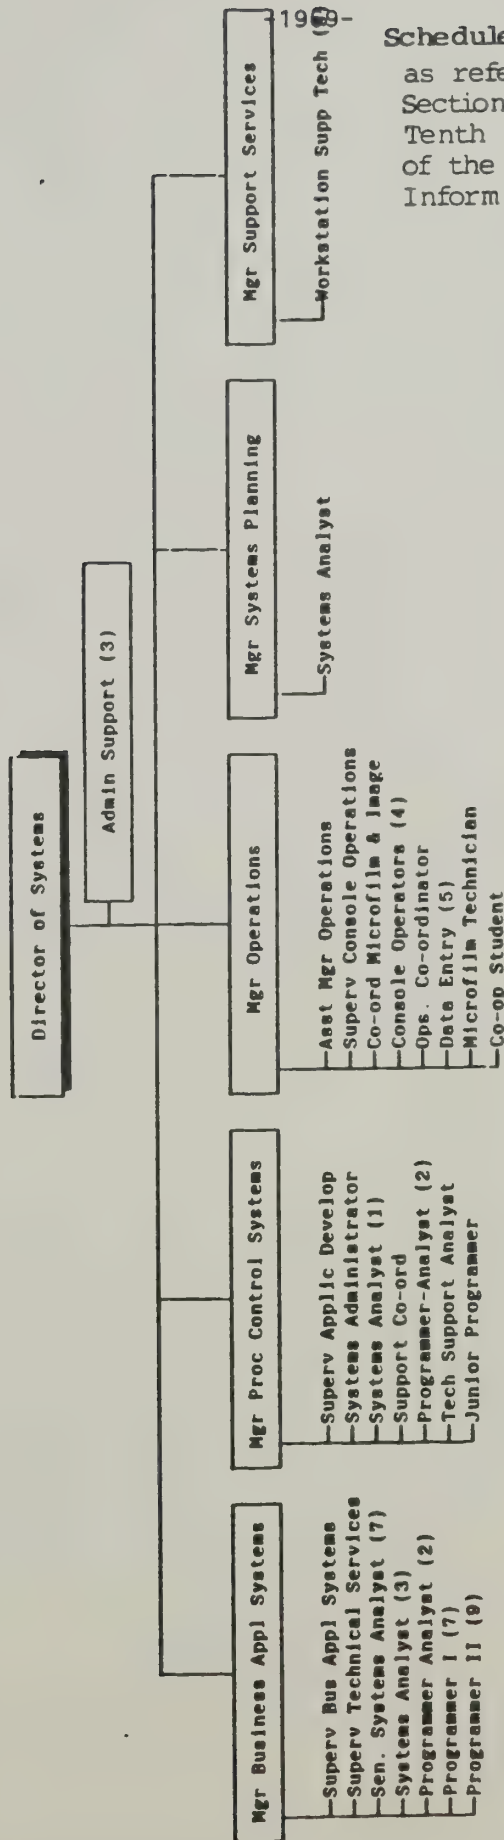 -1989-
Schedule
as refe
Section
Tenth
of the
Inform
Director of Systems
Admin Support (3)
Mgr Business Appl Systems
Superv Bus Appl Systems
Superv Technical Services
Sen. Systems Analyst (7)
Systems Analyst (3)
Programmer Analyst (2)
Programmer I (7)
Programmer II (9)
Mgr Proc Control Systems
Superv Applic Develop
Systems Administrator
Systems Analyst (1)
Support Co-ord
Programmer-Analyst (2)
Tech Support Analyst
Junior Programmer
Mgr Operations
Asst Mgr Operations
Superv Console Operations
Co-ord Microfilm & Image
Console Operators (4)
Ops. Co-ordinator
Data Entry (5)
Microfilm Technician
Co-op Student
Mgr Systems Planning
Systems Analyst
Mgr Support Services
Workstation Supp Tech